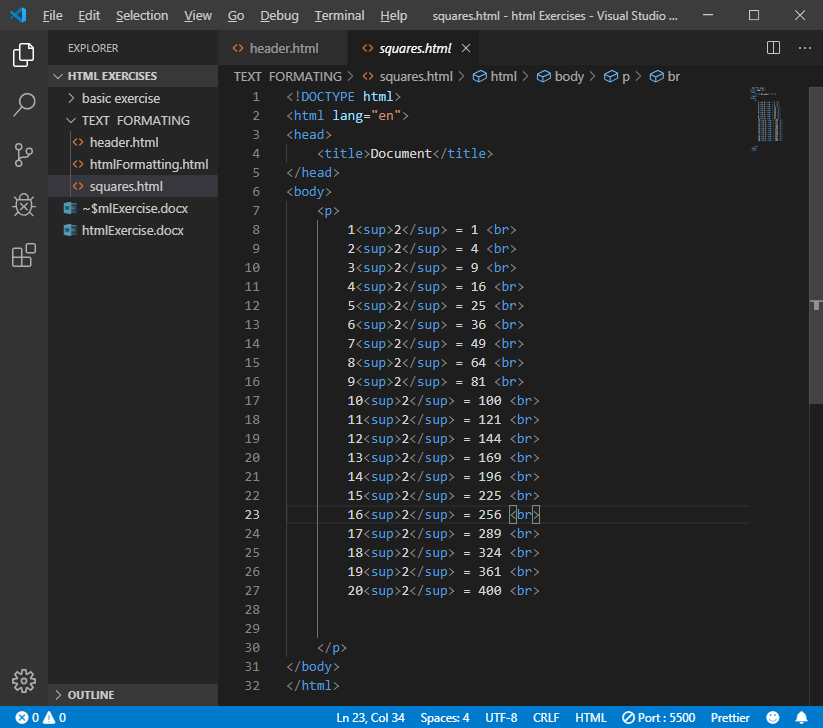 File Edit Selection View Go Debug Terminal Help squares.html - html Exercises - Visual Studio ...
EXPLORER
HTML EXERCISES
basic exercise
TEXT FORMATING
header.html
htmlFormatting.html
squares.html
~$mlExercise.docx
htmlExercise.docx
OUTLINE
header.html squares.html
TEXT FORMATING > squares.html > html > body > p > br
1 <!DOCTYPE html>
2 <html lang="en">
3 <head>
4 <title>Document</title>
5 </head>
6 <body>
7 <p>
8 1<sup>2</sup> = 1 <br>
9 2<sup>2</sup> = 4 <br>
10 3<sup>2</sup> = 9 <br>
11 4<sup>2</sup> = 16 <br>
12 5<sup>2</sup> = 25 <br>
13 6<sup>2</sup> = 36 <br>
14 7<sup>2</sup> = 49 <br>
15 8<sup>2</sup> = 64 <br>
16 9<sup>2</sup> = 81 <br>
17 10<sup>2</sup> = 100 <br>
18 11<sup>2</sup> = 121 <br>
19 12<sup>2</sup> = 144 <br>
20 13<sup>2</sup> = 169 <br>
21 14<sup>2</sup> = 196 <br>
22 15<sup>2</sup> = 225 <br>
23 16<sup>2</sup> = 256 <br>
24 17<sup>2</sup> = 289 <br>
25 18<sup>2</sup> = 324 <br>
26 19<sup>2</sup> = 361 <br>
27 20<sup>2</sup> = 400 <br>
28
29
30 </p>
31 </body>
32 </html>
0 0 Ln 23, Col 34 Spaces: 4 UTF-8 CRLF HTML Port : 5500 Prettier